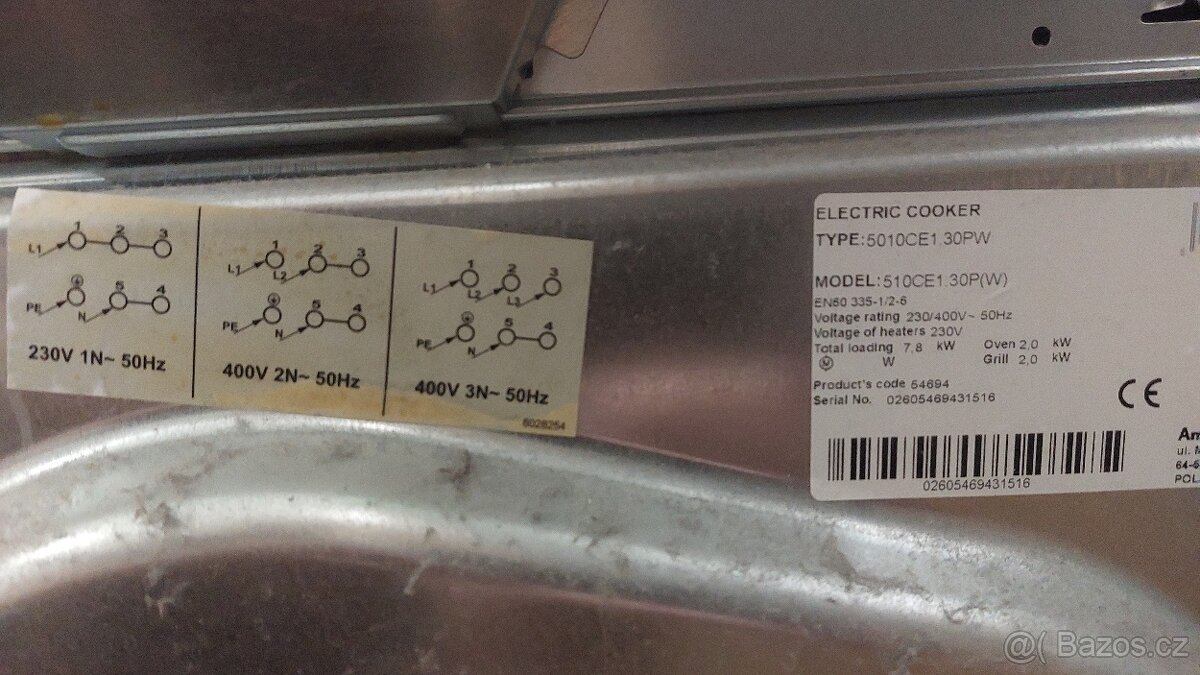 1 2 3
L1
5 4
PE N
230V 1N~ 50Hz
1 2 3
L1 L2
5 4
PE N
400V 2N~ 50Hz
1 2 3
L1 L2 L3
5 4
PE N
400V 3N~ 50Hz
8028254
ELECTRIC COOKER
TYPE:5010CE1.30PW
MODEL:510CE1.30P(W)
EN60 335-1/2-6
Voltage rating 230/400V~ 50Hz
Voltage of heaters 230V
Total loading 7,8 kW Oven 2,0 kW
W Grill 2,0 kW
Product's code 54694
Serial No. 02605469431516
CE
02605469431516
Am
ul. M
64-5
POL
@( Bazos.cz